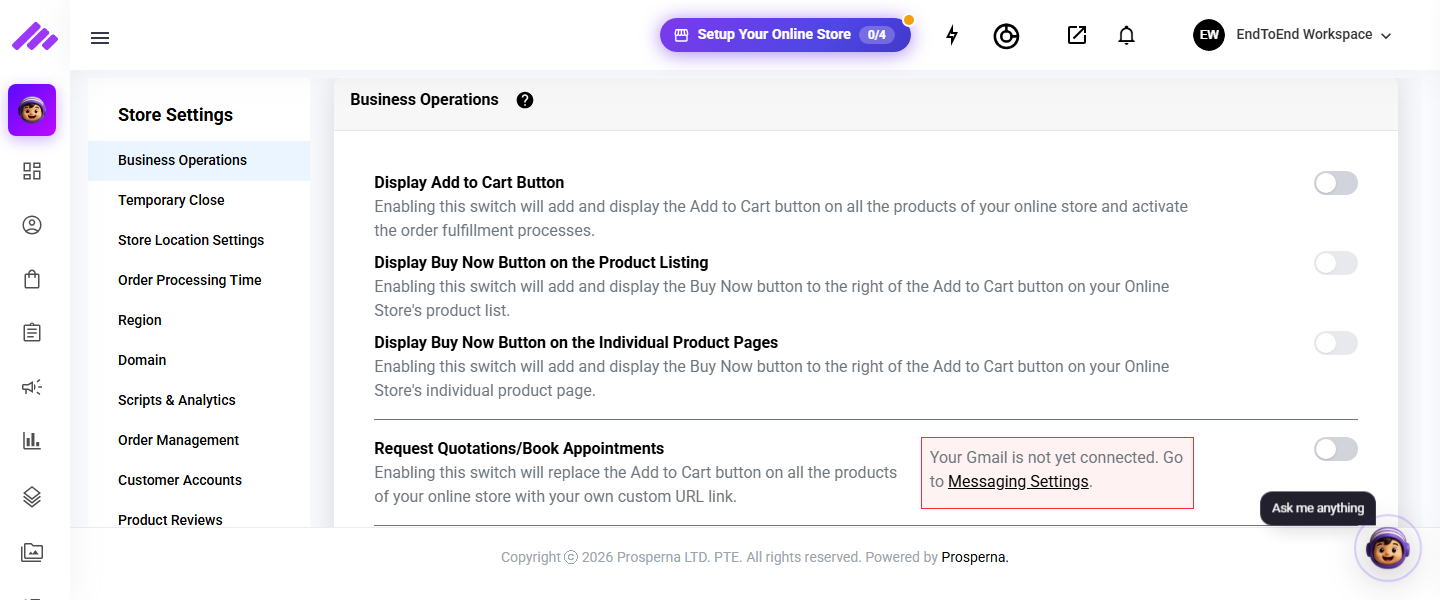 Setup Your Online Store 0/4
EW EndToEnd Workspace
Store Settings
Business Operations
Temporary Close
Store Location Settings
Order Processing Time
Region
Domain
Scripts & Analytics
Order Management
Customer Accounts
Product Reviews
Business Operations ?
Display Add to Cart Button
Enabling this switch will add and display the Add to Cart button on all the products of your online store and activate
the order fulfillment processes.
Display Buy Now Button on the Product Listing
Enabling this switch will add and display the Buy Now button to the right of the Add to Cart button on your Online
Store's product list.
Display Buy Now Button on the Individual Product Pages
Enabling this switch will add and display the Buy Now button to the right of the Add to Cart button on your Online
Store's individual product page.
Request Quotations/Book Appointments
Enabling this switch will replace the Add to Cart button on all the products
of your online store with your own custom URL link.
Your Gmail is not yet connected. Go
to Messaging Settings.
Ask me anything
Copyright © 2026 Prosperna LTD. PTE. All rights reserved. Powered by Prosperna.